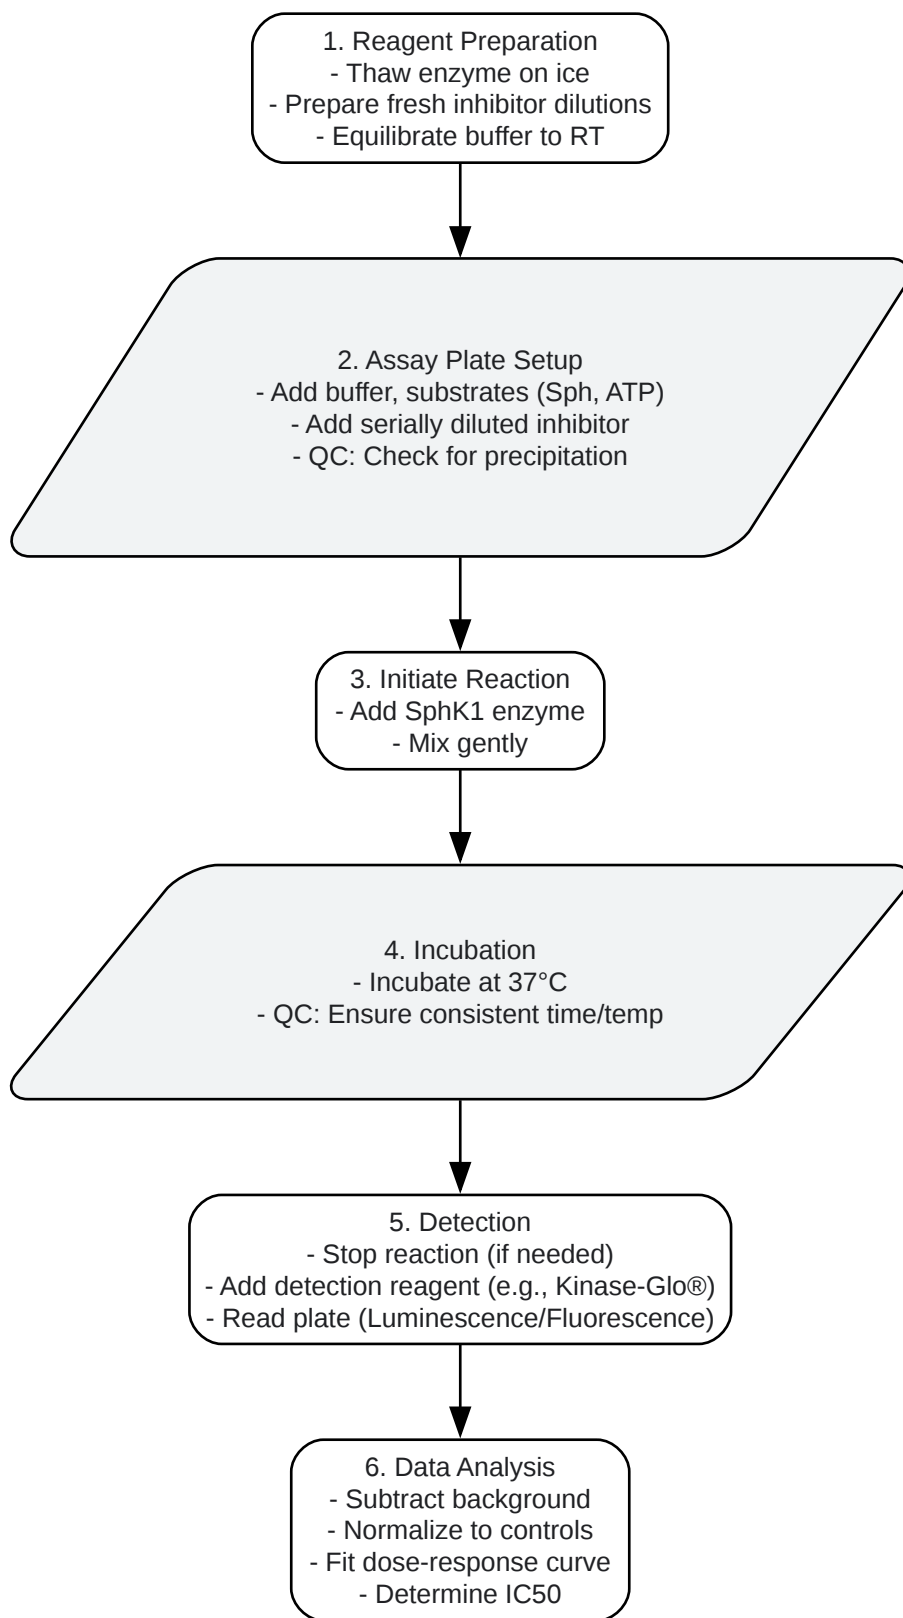 1. Reagent Preparation
- Thaw enzyme on ice
- Prepare fresh inhibitor dilutions
- Equilibrate buffer to RT
2. Assay Plate Setup
- Add buffer, substrates (Sph, ATP)
- Add serially diluted inhibitor
- QC: Check for precipitation
3. Initiate Reaction
- Add SphK1 enzyme
- Mix gently
4. Incubation
- Incubate at 37°C
- QC: Ensure consistent time/temp
5. Detection
- Stop reaction (if needed)
- Add detection reagent (e.g., Kinase-Glo®)
- Read plate (Luminescence/Fluorescence)
6. Data Analysis
- Subtract background
- Normalize to controls
- Fit dose-response curve
- Determine IC50